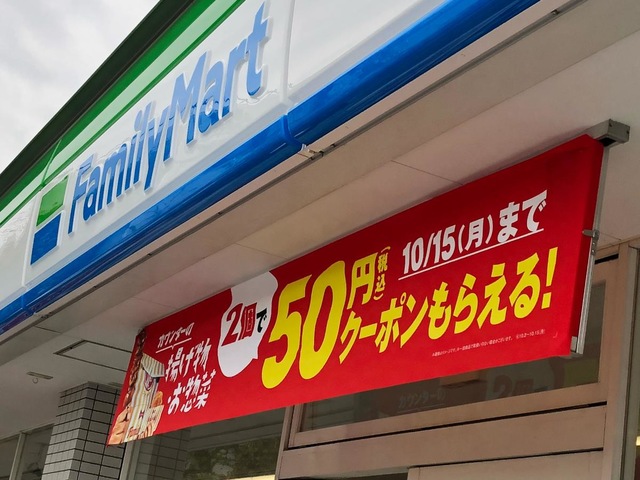 FamilyMart
カウンターの
揚げ物
・お惣菜
2個で
50円(税込)
クーポンもらえる!
10/15(月)まで